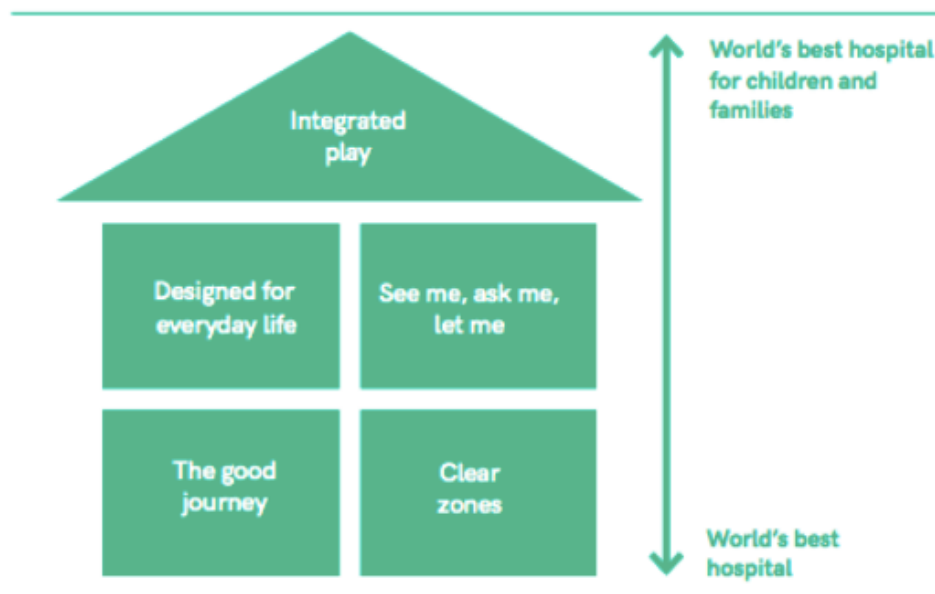 Integrated
play
World's best hospital
for children and
families
Designed for
everyday life
See me, ask me,
let me
The good
journey
Clear
zones
World's best
hospital